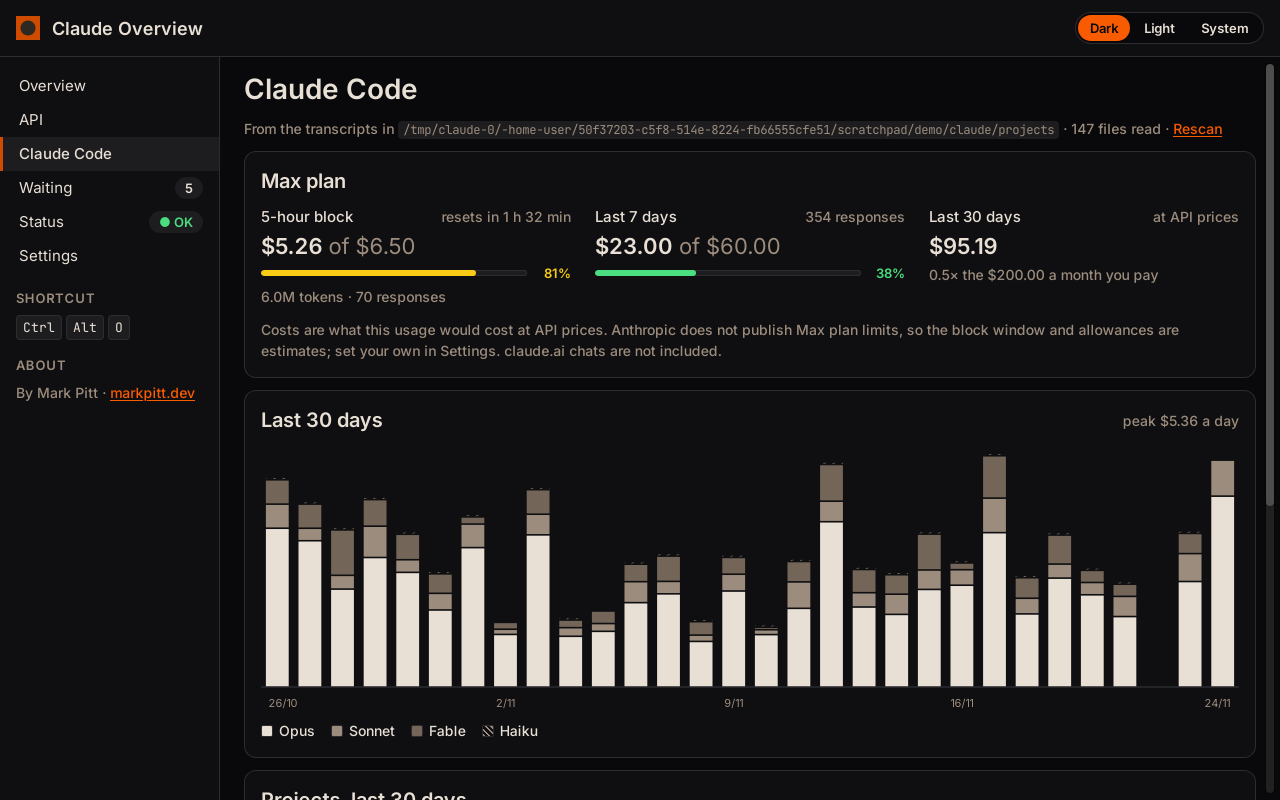 Claude Overview
Dark Light System
Overview
API
Claude Code
Waiting 5
Status OK
Settings
SHORTCUT
Ctrl Alt O
ABOUT
By Mark Pitt · markpitt.dev
Claude Code
From the transcripts in /tmp/claude-0/-home-user/50f37203-c5f8-514e-8224-fb66555cfe51/scratchpad/demo/claude/projects · 147 files read · Rescan
Max plan
5-hour block resets in 1 h 32 min
$5.26 of $6.50
81%
6.0M tokens · 70 responses
Last 7 days 354 responses
$23.00 of $60.00
38%
Last 30 days at API prices
$95.19
0.5× the $200.00 a month you pay
Costs are what this usage would cost at API prices. Anthropic does not publish Max plan limits, so the block window and allowances are
estimates; set your own in Settings. claude.ai chats are not included.
Last 30 days peak $5.36 a day
26/10 2/11 9/11 16/11 24/11
Opus Sonnet Fable Haiku
Projects, last 30 days